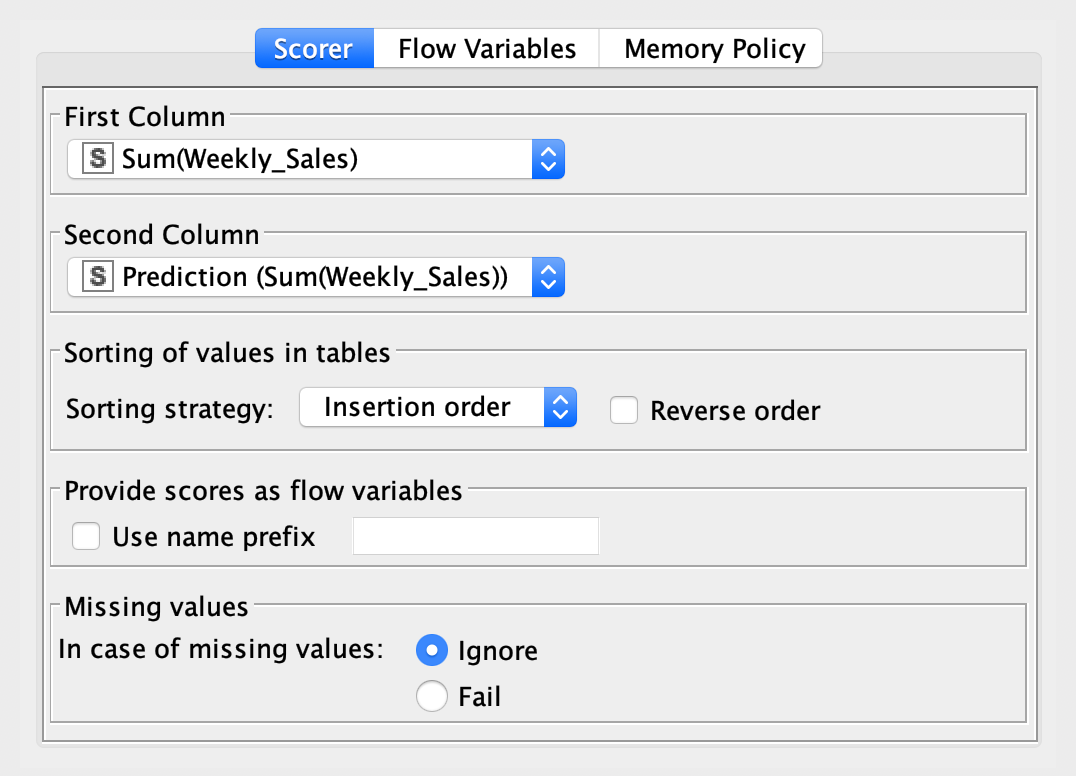 Scorer Flow Variables Memory Policy
First Column
S Sum(Weekly_Sales)
Second Column
S Prediction (Sum(Weekly_Sales))
Sorting of values in tables
Sorting strategy: Insertion order Reverse order
Provide scores as flow variables
Use name prefix
Missing values
In case of missing values: Ignore
Fail